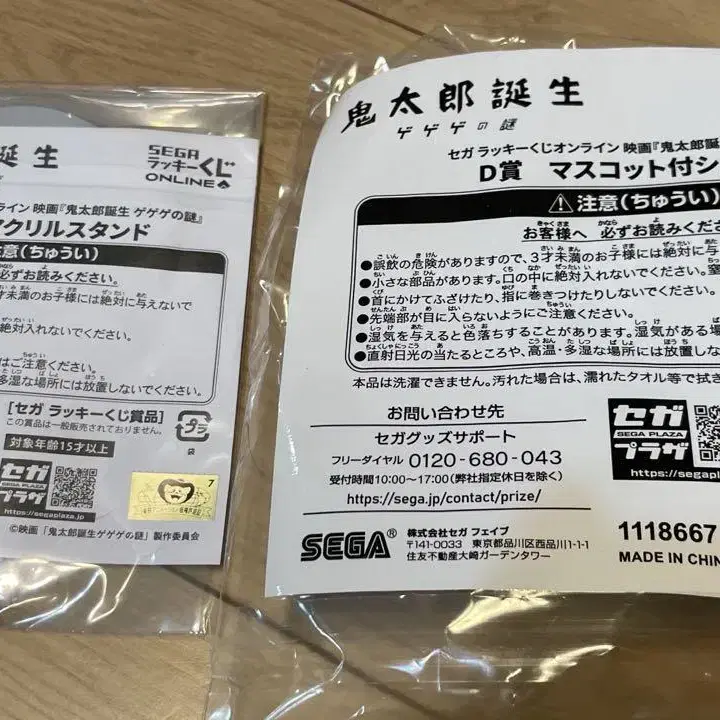 誕生
SEGA
ラッキーくじ
ONLINE
ライン 映画『鬼太郎誕生 ゲゲゲの謎』
アクリルスタンド
注意(ちゅうい)
必ずお読みください。
才未満のお子様には絶対に与えないで
絶対入れないでください。
はご注意ください。
多湿な場所には放置しないでください。
[セガ ラッキーくじ賞品]
この賞品は一般販売されておりません。
対象年齢15才以上
プラ
袋
セガ
SEGA PLAZA
プラザ
https://segaplaza.jp
7
©映画「鬼太郎誕生ゲゲゲの謎」製作委員会
鬼太郎誕生
ゲゲゲの謎
セガ ラッキーくじオンライン 映画『鬼太郎誕
D賞 マスコット付シ
注意(ちゅうい)
お客様へ 必ずお読みくださ
●誤飲の危険がありますので、3才未満のお子様には絶対に与
●小さな部品があります。口の中に絶対入れないでください。窒
●首にかけてふざけたり、指に巻きつけたりしないでください。
●先端部が目に入らないようにご注意ください。
●湿気を与えると色落ちすることがあります。湿気がある場
●直射日光の当たるところや、高温・多湿な場所には放置しな
本品は洗濯できません。汚れた場合は、濡れたタオル等で拭き
お問い合わせ先
セガグッズサポート
フリーダイヤル 0120-680-043
受付時間10:00～17:00(弊社指定休日を除く)
https://sega.jp/contact/prize/
セガ
SEGA PLAZA
プラザ
https://segapla
SEGA®
株式会社セガ フェイブ
〒141-0033 東京都品川区西品川1-1-1
住友不動産大崎ガーデンタワー
1118667
MADE IN CHIN